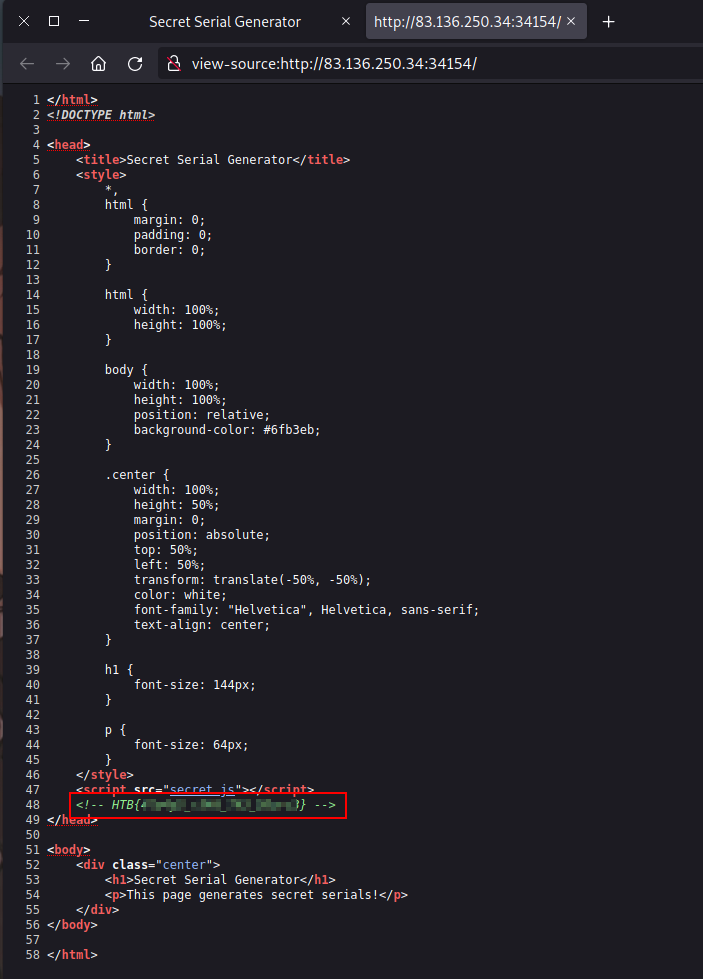 Secret Serial Generator
http://83.136.250.34:34154/
view-source:http://83.136.250.34:34154/
1 </html>
2 <!DOCTYPE html>
3
4 <head>
5     <title>Secret Serial Generator</title>
6     <style>
7         *,
8         html {
9             margin: 0;
10             padding: 0;
11             border: 0;
12         }
13
14         html {
15             width: 100%;
16             height: 100%;
17         }
18
19         body {
20             width: 100%;
21             height: 100%;
22             position: relative;
23             background-color: #6fb3eb;
24         }
25
26         .center {
27             width: 100%;
28             height: 50%;
29             margin: 0;
30             position: absolute;
31             top: 50%;
32             left: 50%;
33             transform: translate(-50%, -50%);
34             color: white;
35             font-family: "Helvetica", Helvetica, sans-serif;
36             text-align: center;
37         }
38
39         h1 {
40             font-size: 144px;
41         }
42
43         p {
44             font-size: 64px;
45         }
46     </style>
47     <script src="secret.js"></script>
48     <!-- HTB{} -->
49 </head>
50
51 <body>
52     <div class="center">
53         <h1>Secret Serial Generator</h1>
54         <p>This page generates secret serials!</p>
55     </div>
56 </body>
57
58 </html>